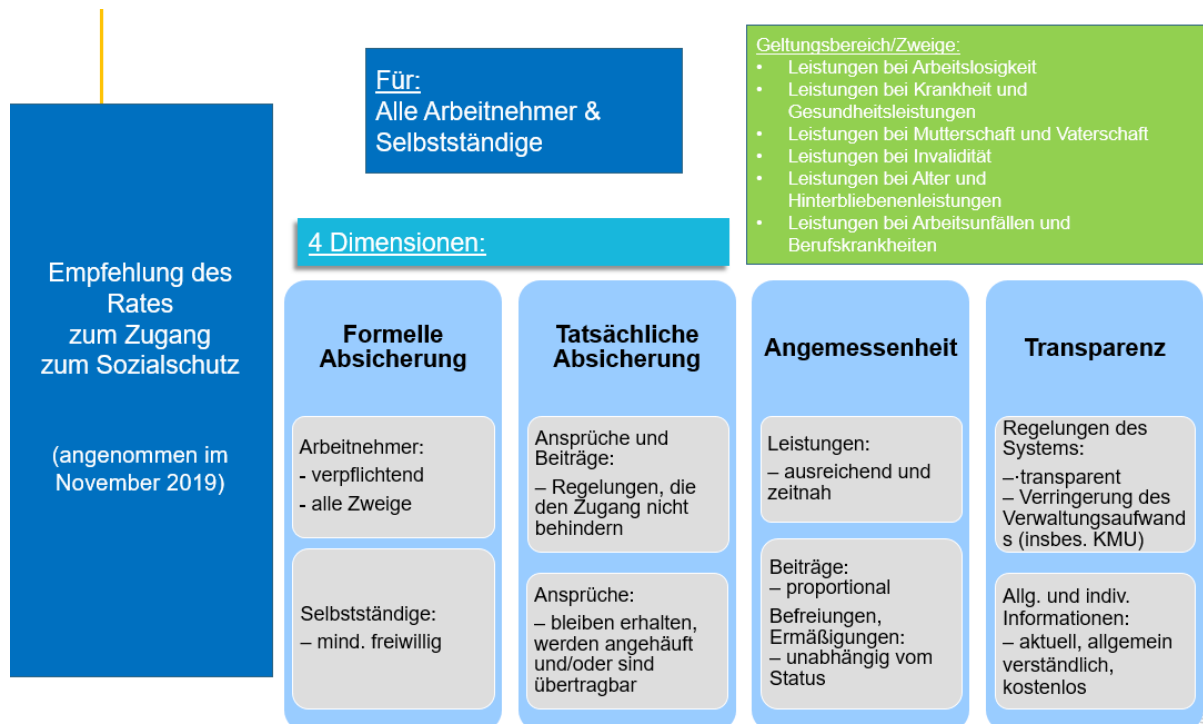 Empfehlung des
Rates
zum Zugang
zum Sozialschutz
(angenommen im
November 2019)
Für:
Alle Arbeitnehmer &
Selbstständige
Geltungsbereich/Zweige:
• Leistungen bei Arbeitslosigkeit
• Leistungen bei Krankheit und
Gesundheitsleistungen
• Leistungen bei Mutterschaft und Vaterschaft
• Leistungen bei Invalidität
• Leistungen bei Alter und
Hinterbliebenenleistungen
• Leistungen bei Arbeitsunfällen und
Berufskrankheiten
4 Dimensionen:
Formelle
Absicherung
Arbeitnehmer:
- verpflichtend
- alle Zweige
Selbstständige:
– mind. freiwillig
Tatsächliche
Absicherung
Ansprüche und
Beiträge:
– Regelungen, die
den Zugang nicht
behindern
Ansprüche:
– bleiben erhalten,
werden angehäuft
und/oder sind
übertragbar
Angemessenheit
Leistungen:
– ausreichend und
zeitnah
Beiträge:
– proportional
Befreiungen,
Ermäßigungen:
– unabhängig vom
Status
Transparenz
Regelungen des
Systems:
–·transparent
– Verringerung des
Verwaltungsaufwand
s (insbes. KMU)
Allg. und indiv.
Informationen:
– aktuell, allgemein
verständlich,
kostenlos